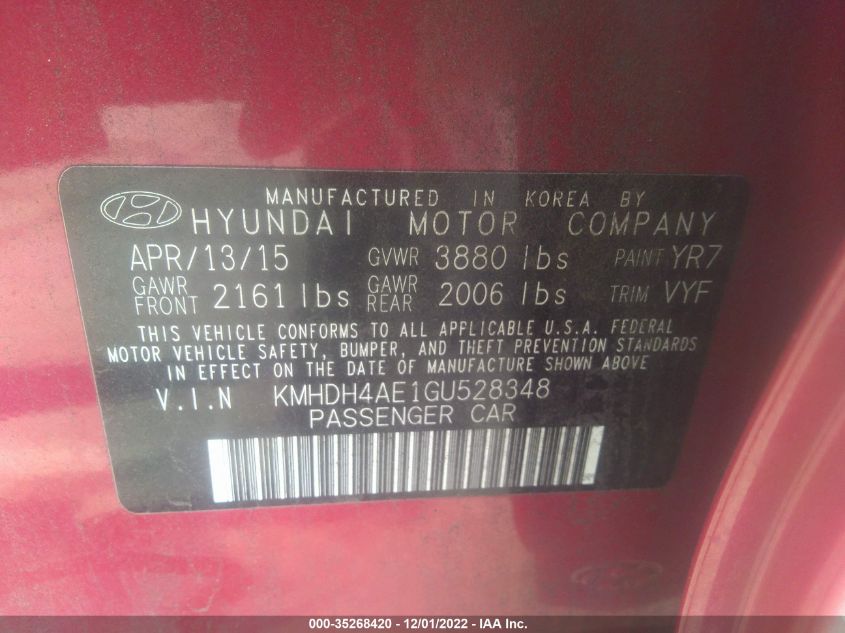 MANUFACTURED IN KOREA BY
HYUNDAI MOTOR COMPANY
APR/13/15 GVWR 3880 lbs PAINT YR7
GAWR FRONT 2161 lbs GAWR REAR 2006 lbs TRIM VYF
THIS VEHICLE CONFORMS TO ALL APPLICABLE U.S.A. FEDERAL
MOTOR VEHICLE SAFETY, BUMPER, AND THEFT PREVENTION STANDARDS
IN EFFECT ON THE DATE OF MANUFACTURE SHOWN ABOVE
V.I.N KMHDH4AE1GU528348
PASSENGER CAR
000-35268420 - 12/01/2022 - IAA Inc.